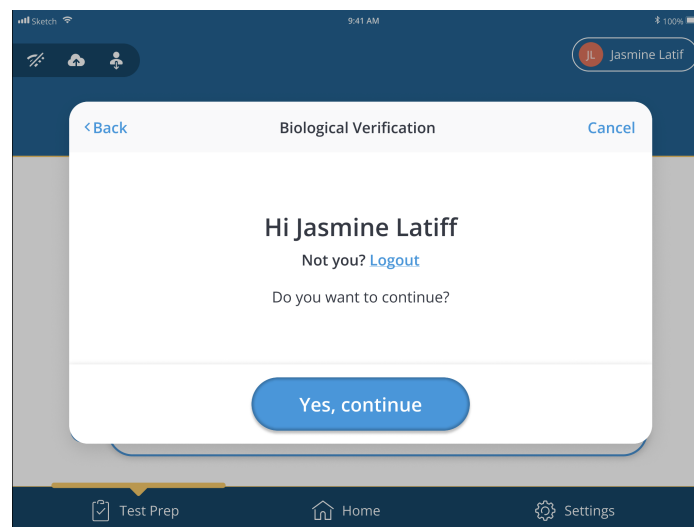 Sketch 9:41 AM 100%
JL Jasmine Latif
< Back Biological Verification Cancel
Hi Jasmine Latiff
Not you? Logout
Do you want to continue?
Yes, continue
Test Prep Home Settings